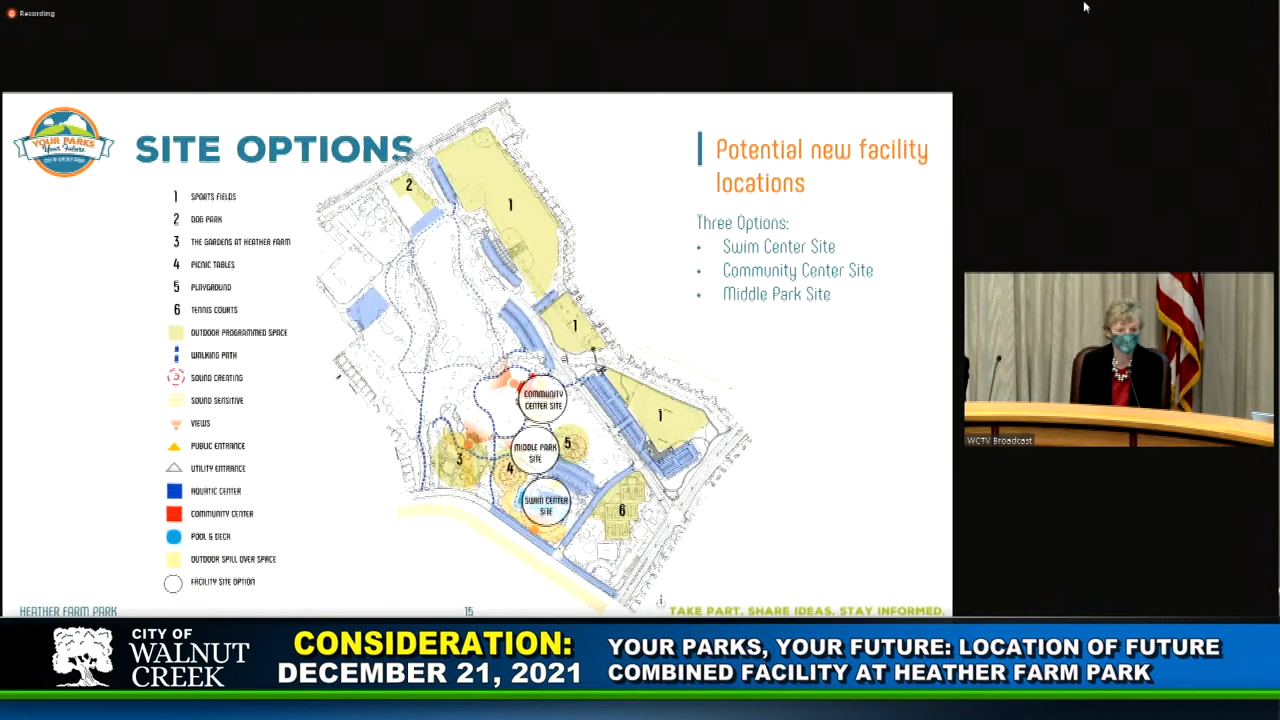 Recording
YOUR PARKS
Your Future
CITY OF WALNUT CREEK
SITE OPTIONS
1 SPORTS FIELDS
2 DOG PARK
3 THE GARDENS AT HEATHER FARM
4 PICNIC TABLES
5 PLAYGROUND
6 TENNIS COURTS
OUTDOOR PROGRAMMED SPACE
WALKING PATH
SOUND CREATING
SOUND SENSITIVE
VIEWS
PUBLIC ENTRANCE
UTILITY ENTRANCE
AQUATIC CENTER
COMMUNITY CENTER
POOL & DECK
OUTDOOR SPILL OVER SPACE
FACILITY SITE OPTION
2
1
1
1
COMMUNITY
CENTER SITE
MIDDLE PARK
SITE
5
3
4
SWIM CENTER
SITE
6
Potential new facility
locations
Three Options:
• Swim Center Site
• Community Center Site
• Middle Park Site
HEATHER FARM PARK
15
TAKE PART. SHARE IDEAS. STAY INFORMED.
WCTV Broadcast
CITY OF
WALNUT
CREEK
CONSIDERATION:
DECEMBER 21, 2021
YOUR PARKS, YOUR FUTURE: LOCATION OF FUTURE
COMBINED FACILITY AT HEATHER FARM PARK